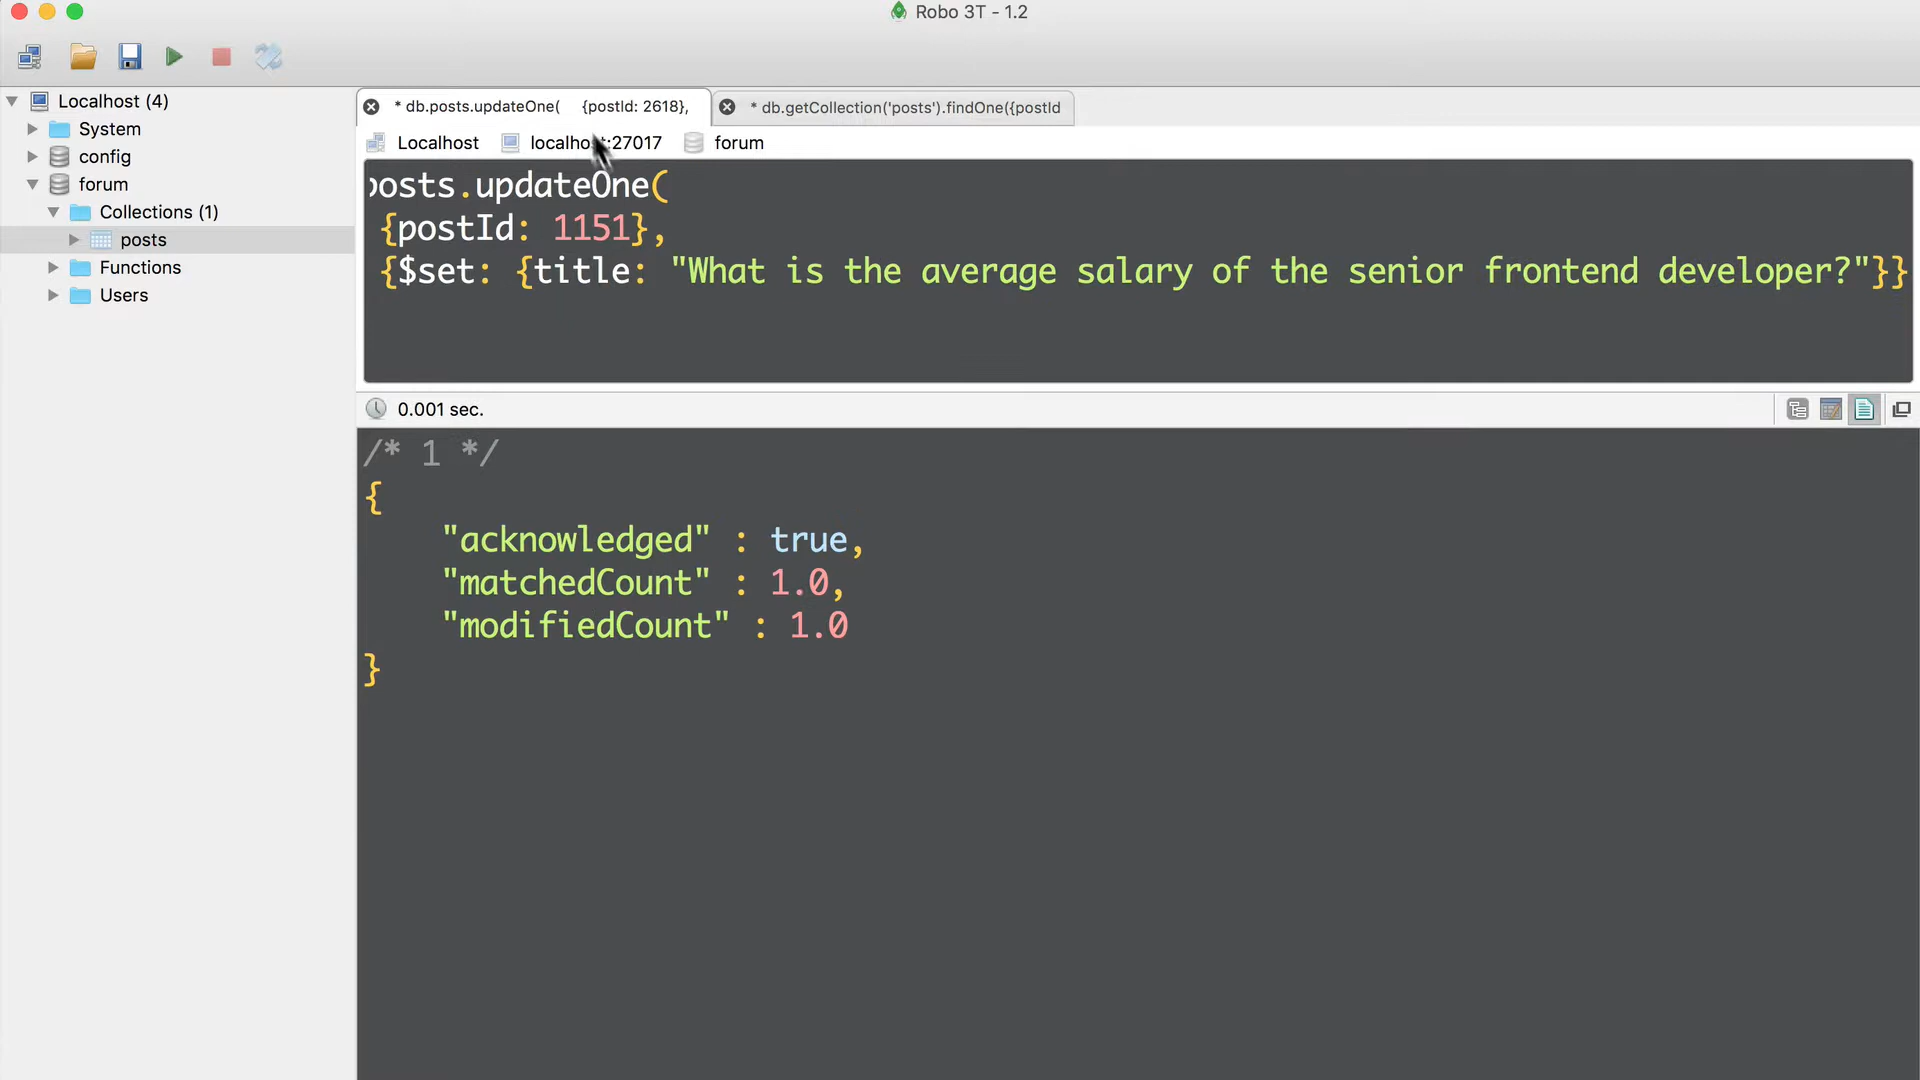 Robo 3T - 1.2
Localhost (4)
System
config
forum
Collections (1)
posts
Functions
Users
* db.posts.updateOne( {postId: 2618},
* db.getCollection('posts').findOne({postId
Localhost localhost:27017 forum
posts.updateOne(
{postId: 1151},
{$set: {title: "What is the average salary of the senior frontend developer?"}}
0.001 sec.
/* 1 */
{
"acknowledged" : true,
"matchedCount" : 1.0,
"modifiedCount" : 1.0
}